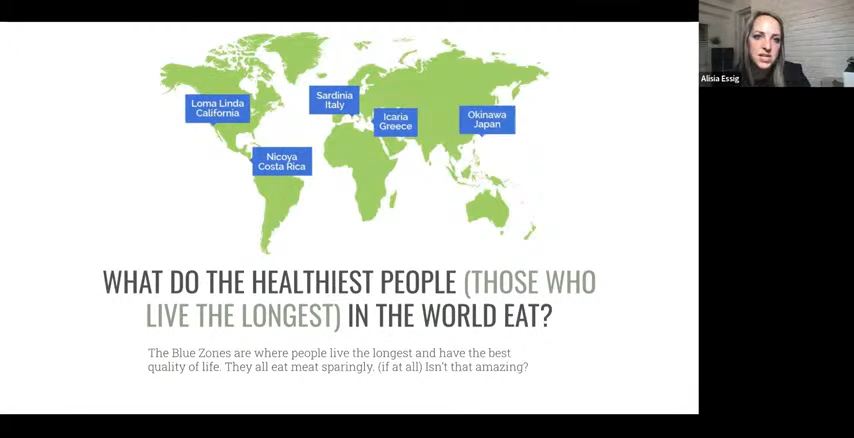 Loma Linda
California
Sardinia
Italy
Icaria
Greece
Okinawa
Japan
Nicoya
Costa Rica
WHAT DO THE HEALTHIEST PEOPLE (THOSE WHO
LIVE THE LONGEST) IN THE WORLD EAT?
The Blue Zones are where people live the longest and have the best
quality of life. They all eat meat sparingly. (if at all) Isn't that amazing?
Alisia Essig